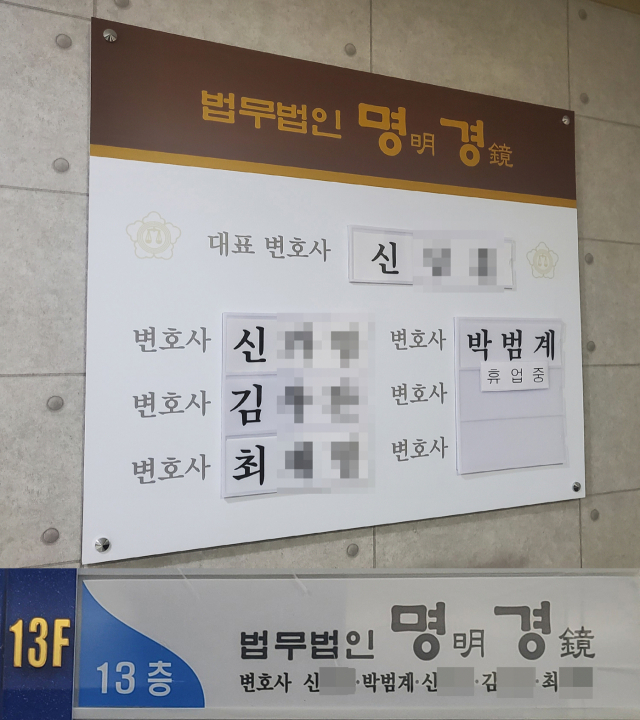 법무법인 명明경鏡
대표 변호사 신
변호사 신 변호사 박범계
휴업중
변호사 김 변호사
변호사 최 변호사
13F
13층
법무법인 명明경鏡
변호사 신 ·박범계·신 ·김 ·최